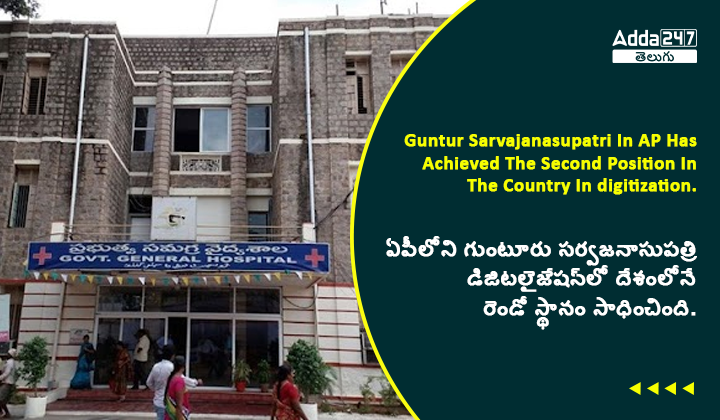 Adda247
తెలుగు
Guntur Sarvajanasupatri In AP Has
Achieved The Second Position In
The Country In digitization.
ఏపీలోని గుంటూరు సర్వజనాసుపత్రి
డిజిటలైజేషన్‌లో దేశంలోనే
రెండో స్థానం సాధించింది.
ప్రభుత్వ సమగ్ర వైద్యశాల
GOVT. GENERAL HOSPITAL